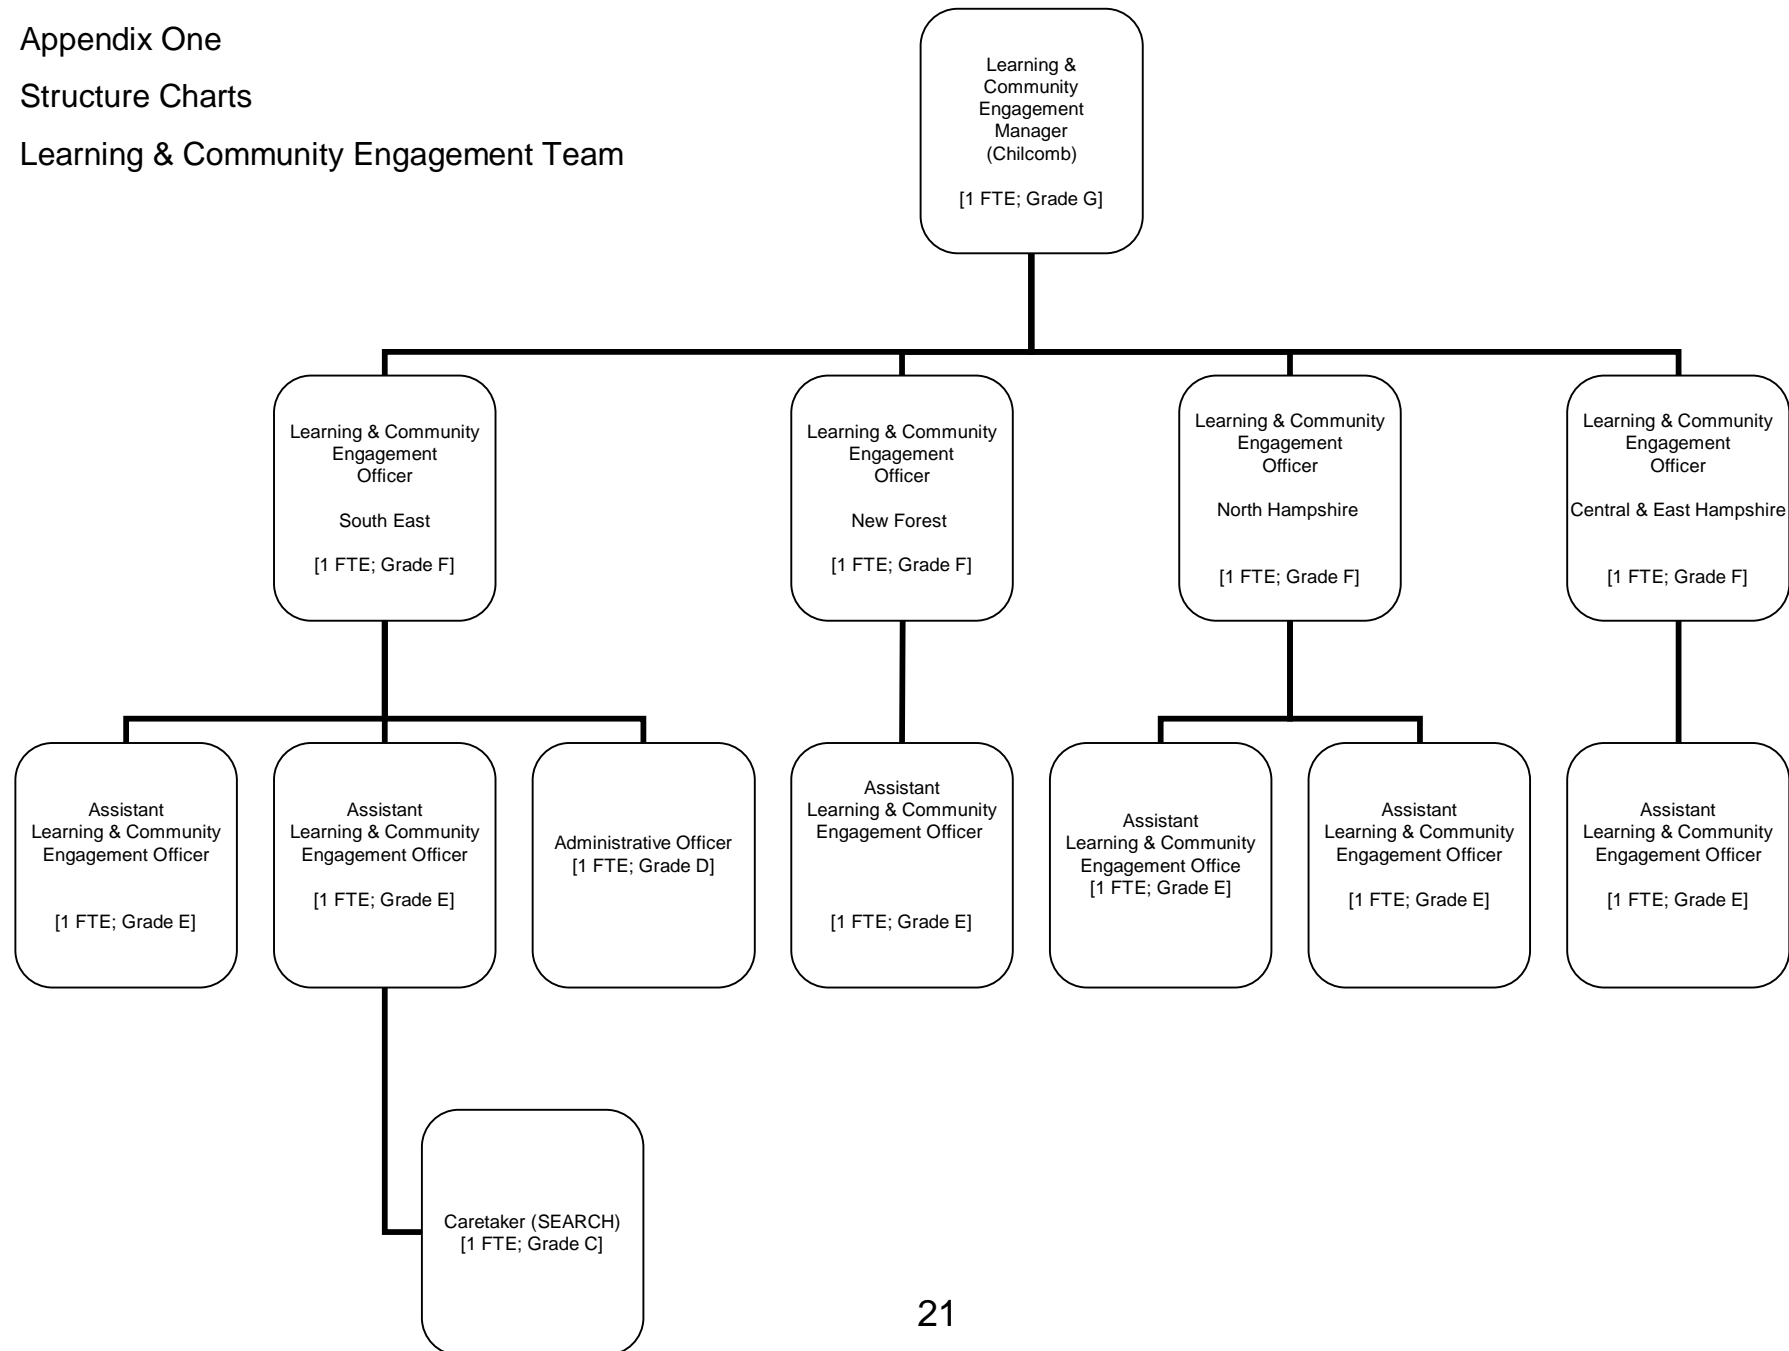 Appendix One
Structure Charts
Learning & Community Engagement Team
Learning &
Community
Engagement
Manager
(Chilcomb)
[1 FTE; Grade G]
Learning & Community
Engagement
Officer
South East
[1 FTE; Grade F]
Learning & Community
Engagement
Officer
New Forest
[1 FTE; Grade F]
Learning & Community
Engagement
Officer
North Hampshire
[1 FTE; Grade F]
Learning & Community
Engagement
Officer
Central & East Hampshire
[1 FTE; Grade F]
Assistant
Learning & Community
Engagement Officer
[1 FTE; Grade E]
Assistant
Learning & Community
Engagement Officer
[1 FTE; Grade E]
Administrative Officer
[1 FTE; Grade D]
Assistant
Learning & Community
Engagement Officer
[1 FTE; Grade E]
Assistant
Learning & Community
Engagement Office
[1 FTE; Grade E]
Assistant
Learning & Community
Engagement Officer
[1 FTE; Grade E]
Assistant
Learning & Community
Engagement Officer
[1 FTE; Grade E]
Caretaker (SEARCH)
[1 FTE; Grade C]
21